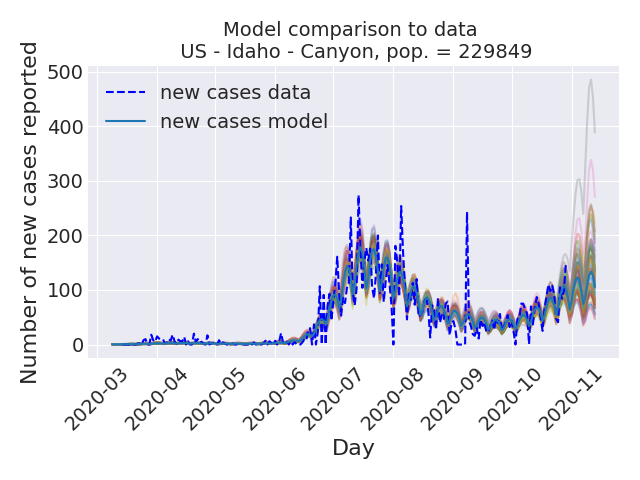 Model comparison to data
US - Idaho - Canyon, pop. = 229849
Number of new cases reported
500
400
300
200
100
0
new cases data
new cases model
2020-03
2020-04
2020-05
2020-06
2020-07
2020-08
2020-09
2020-10
2020-11
Day